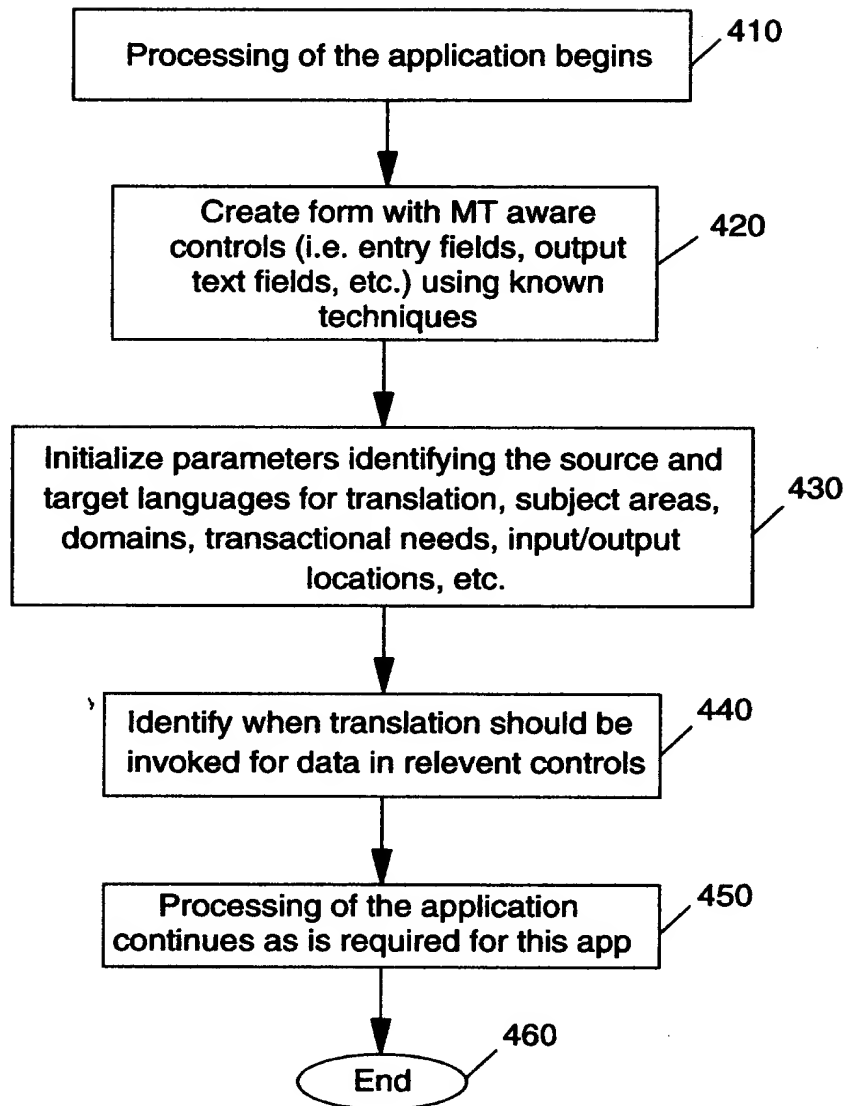 Processing of the application begins
410
Create form with MT aware
controls (i.e. entry fields, output
text fields, etc.) using known
techniques
420
Initialize parameters identifying the source and
target languages for translation, subject areas,
domains, transactional needs, input/output
locations, etc.
430
Identify when translation should be
invoked for data in relevent controls
440
Processing of the application
continues as is required for this app
450
End
460